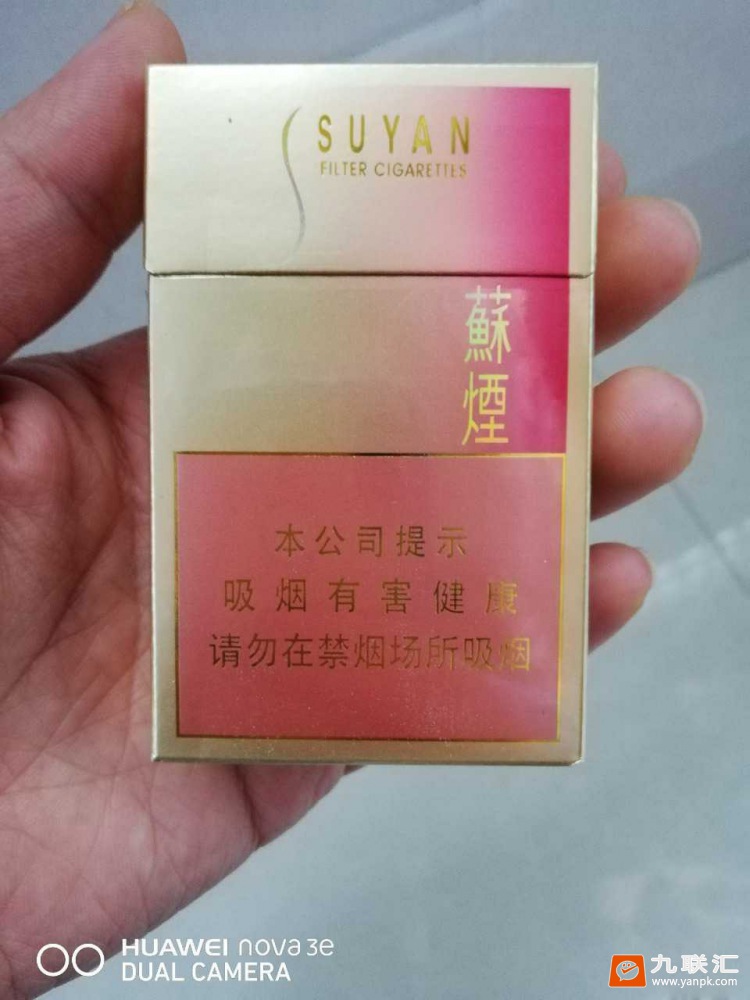 SUYAN
FILTER CIGARETTES
蘇煙
本公司提示
吸烟有害健康
请勿在禁烟场所吸烟
HUAWEI nova 3e
DUAL CAMERA
九联汇
www.yanpk.com